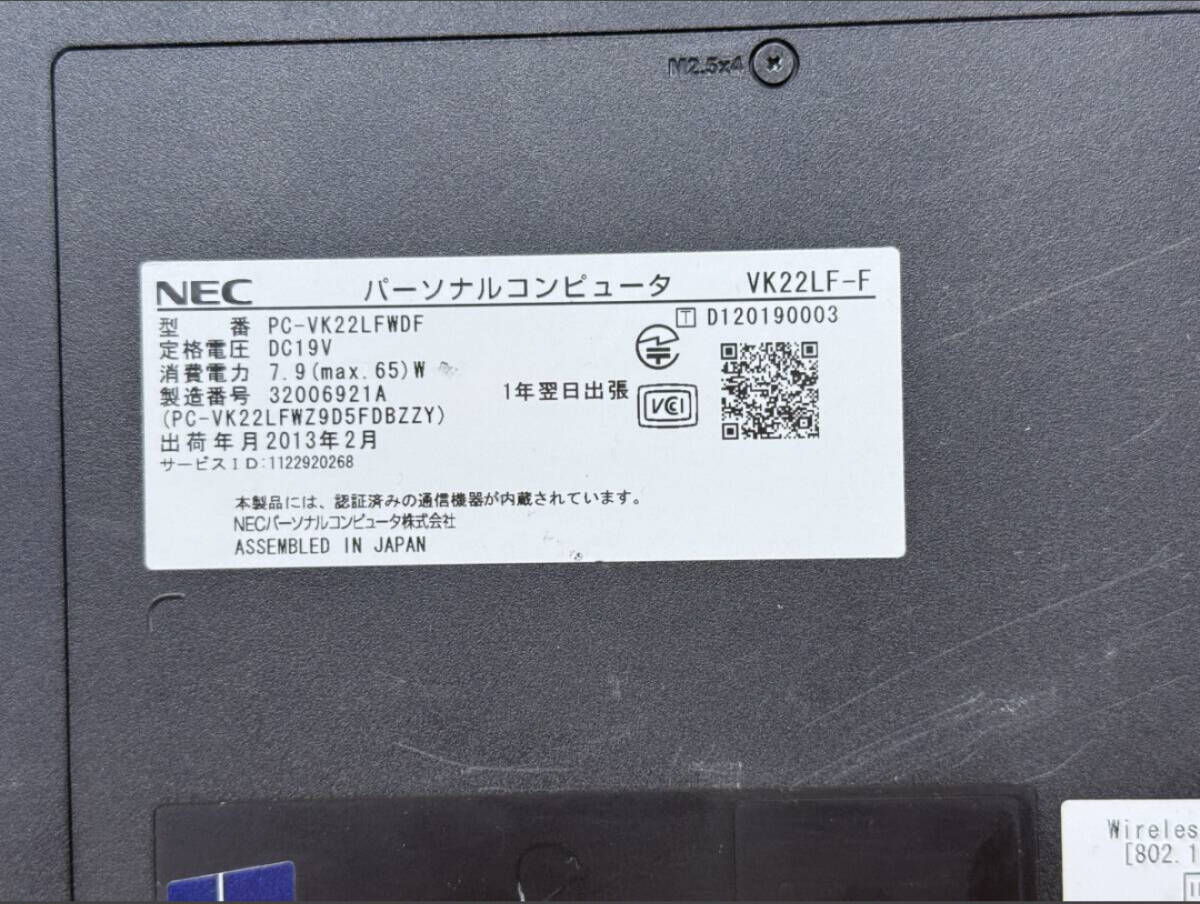 M2.5x4
NEC パーソナルコンピュータ VK22LF-F
型 番 PC-VK22LFWDF
T D120190003
定格電圧 DC19V
消費電力 7.9(max.65)W
製造番号 32006921A
1年翌日出張
VCCI
(PC-VK22LFWZ9D5FDBZZY)
出荷年月2013年2月
サービスID:1122920268
本製品には、認証済みの通信機器が内蔵されています。
NECパーソナルコンピュータ株式会社
ASSEMBLED IN JAPAN
Wireles
[802.1